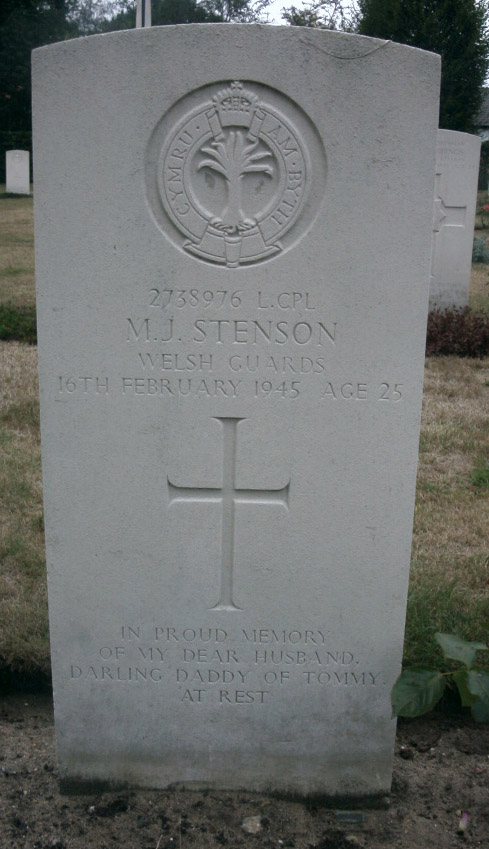 CYMRU · AM · BYTH
2738976 L.CPL
M.J. STENSON
WELSH GUARDS
16TH FEBRUARY 1945 AGE 25
IN PROUD MEMORY
OF MY DEAR HUSBAND,
DARLING DADDY OF TOMMY.
AT REST